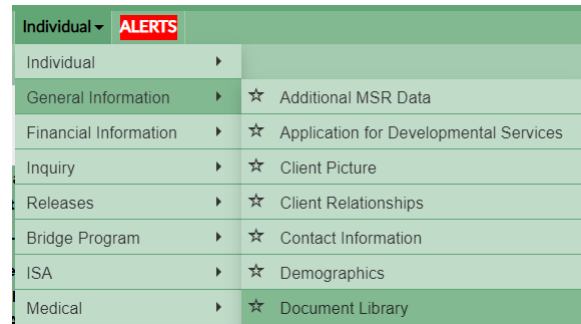 Individual ALERTS
Individual
General Information
Additional MSR Data
Financial Information
Application for Developmental Services
Inquiry
Client Picture
Releases
Client Relationships
Bridge Program
Contact Information
ISA
Demographics
Medical
Document Library